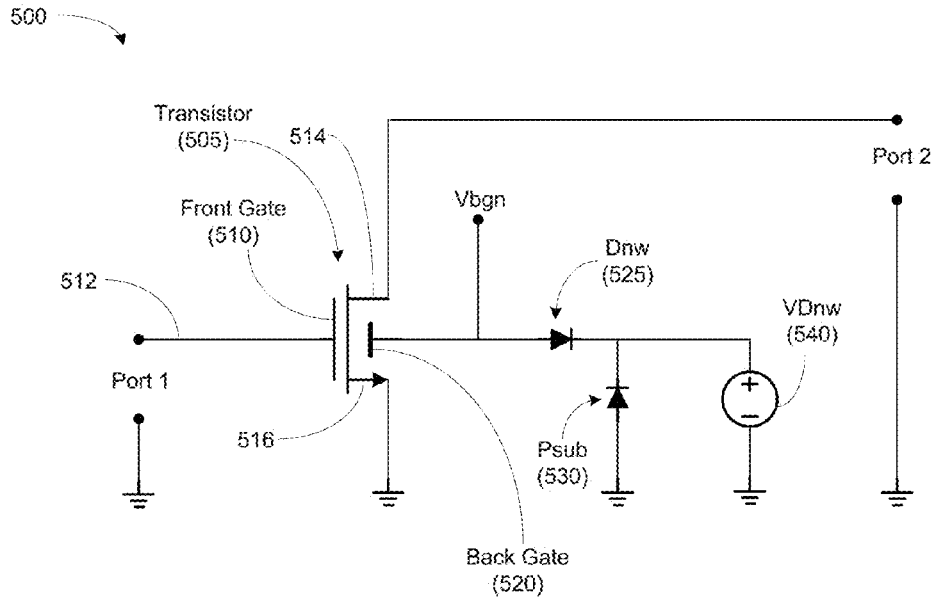 500
Transistor
(505)
514
Port 2
Vbgn
Front Gate
(510)
Dnw
(525)
512
VDnw
(540)
Port 1
+
−
516
Psub
(530)
Back Gate
(520)